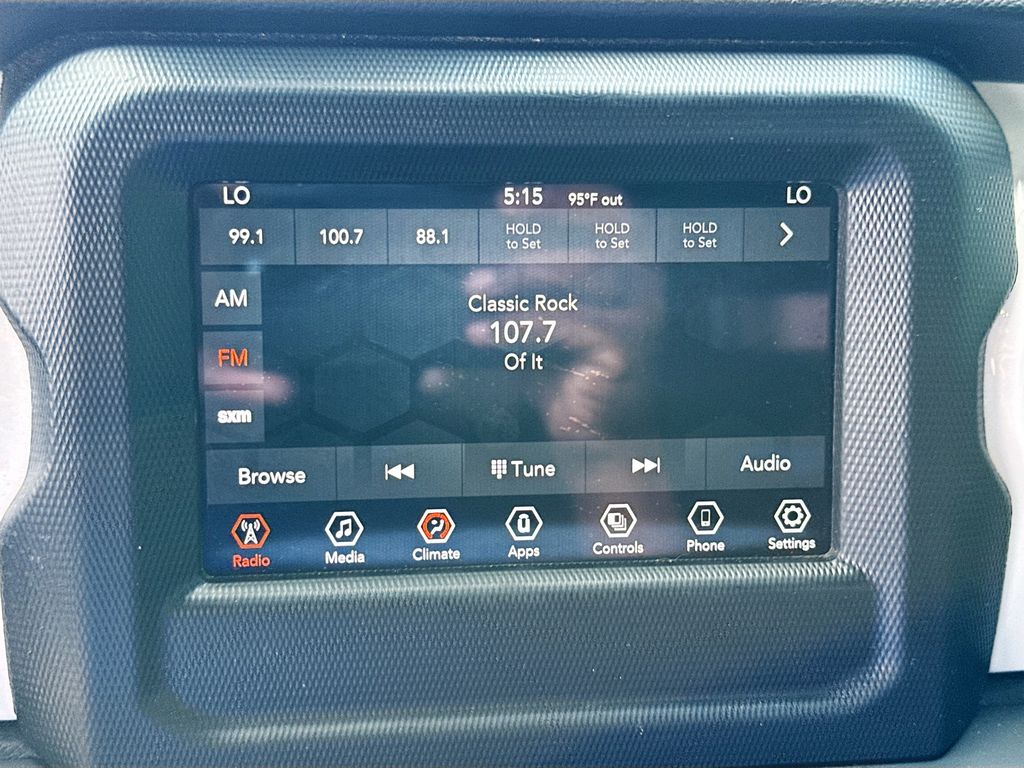 LO 5:15 95°F out LO
99.1 100.7 88.1 HOLD to Set HOLD to Set HOLD to Set
AM
Classic Rock
107.7
FM
Of It
sxm
Browse Tune Audio
Radio Media Climate Apps Controls Phone Settings